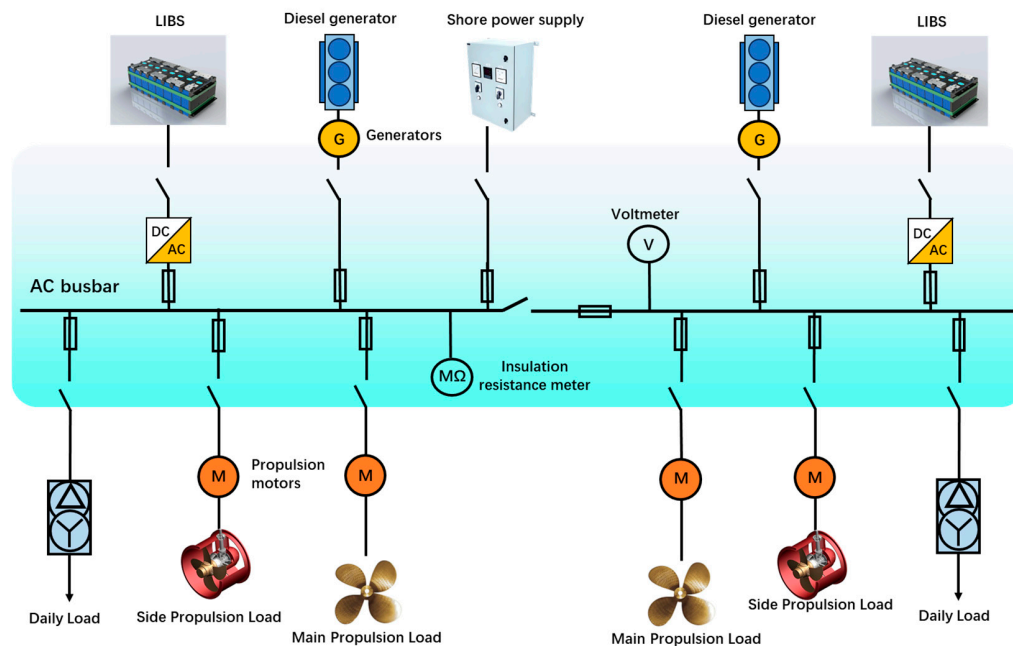 LIBS
Diesel generator
Shore power supply
Diesel generator
LIBS
G
Generators
G
DC
AC
Voltmeter
V
DC
AC
AC busbar
MΩ
Insulation
resistance meter
M
Propulsion
motors
M
M
M
Daily Load
Side Propulsion Load
Main Propulsion Load
Main Propulsion Load
Side Propulsion Load
Daily Load